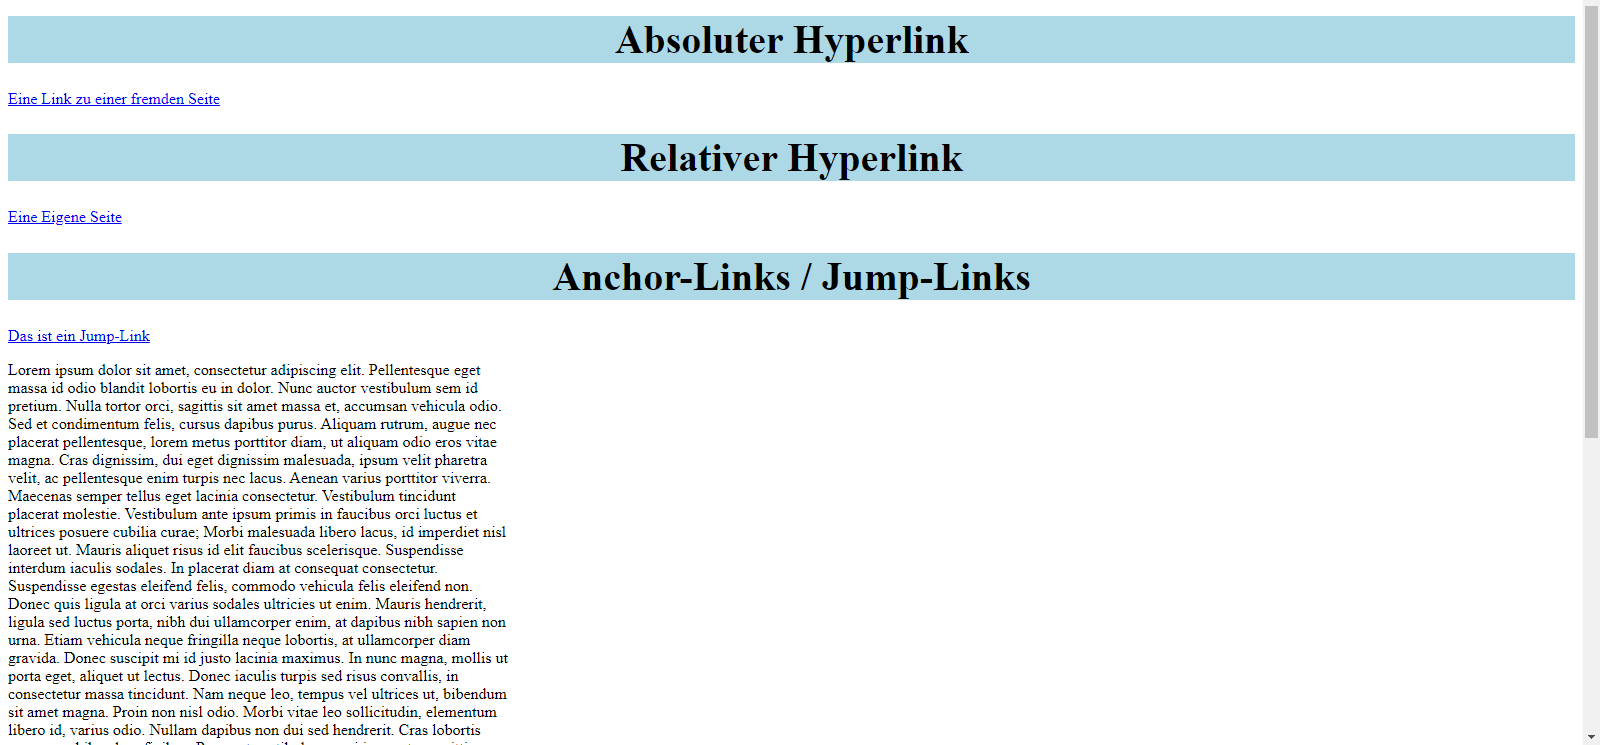 Absoluter Hyperlink
Eine Link zu einer fremden Seite
Relativer Hyperlink
Eine Eigene Seite
Anchor-Links / Jump-Links
Das ist ein Jump-Link
Lorem ipsum dolor sit amet, consectetur adipiscing elit. Pellentesque eget
massa id odio blandit lobortis eu in dolor. Nunc auctor vestibulum sem id
pretium. Nulla tortor orci, sagittis sit amet massa et, accumsan vehicula odio.
Sed et condimentum felis, cursus dapibus purus. Aliquam rutrum, augue nec
placerat pellentesque, lorem metus porttitor diam, ut aliquam odio eros vitae
magna. Cras dignissim, dui eget dignissim malesuada, ipsum velit pharetra
velit, ac pellentesque enim turpis nec lacus. Aenean varius porttitor viverra.
Maecenas semper tellus eget lacinia consectetur. Vestibulum tincidunt
placerat molestie. Vestibulum ante ipsum primis in faucibus orci luctus et
ultrices posuere cubilia curae; Morbi malesuada libero lacus, id imperdiet nisl
laoreet ut. Mauris aliquet risus id elit faucibus scelerisque. Suspendisse
interdum iaculis sodales. In placerat diam at consequat consectetur.
Suspendisse egestas eleifend felis, commodo vehicula felis eleifend non.
Donec quis ligula at orci varius sodales ultricies ut enim. Mauris hendrerit,
ligula sed luctus porta, nibh dui ullamcorper enim, at dapibus nibh sapien non
urna. Etiam vehicula neque fringilla neque lobortis, at ullamcorper diam
gravida. Donec suscipit mi id justo lacinia maximus. In nunc magna, mollis ut
porta eget, aliquet ut lectus. Donec iaculis turpis sed risus convallis, in
consectetur massa tincidunt. Nam neque leo, tempus vel ultrices ut, bibendum
sit amet magna. Proin non nisl odio. Morbi vitae leo sollicitudin, elementum
libero id, varius odio. Nullam dapibus non dui sed hendrerit. Cras lobortis